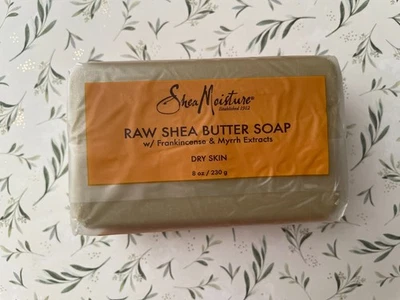 SheaMoisture®
Established 1912
RAW SHEA BUTTER SOAP
w/ Frankincense & Myrrh Extracts
DRY SKIN
8 oz / 230 g